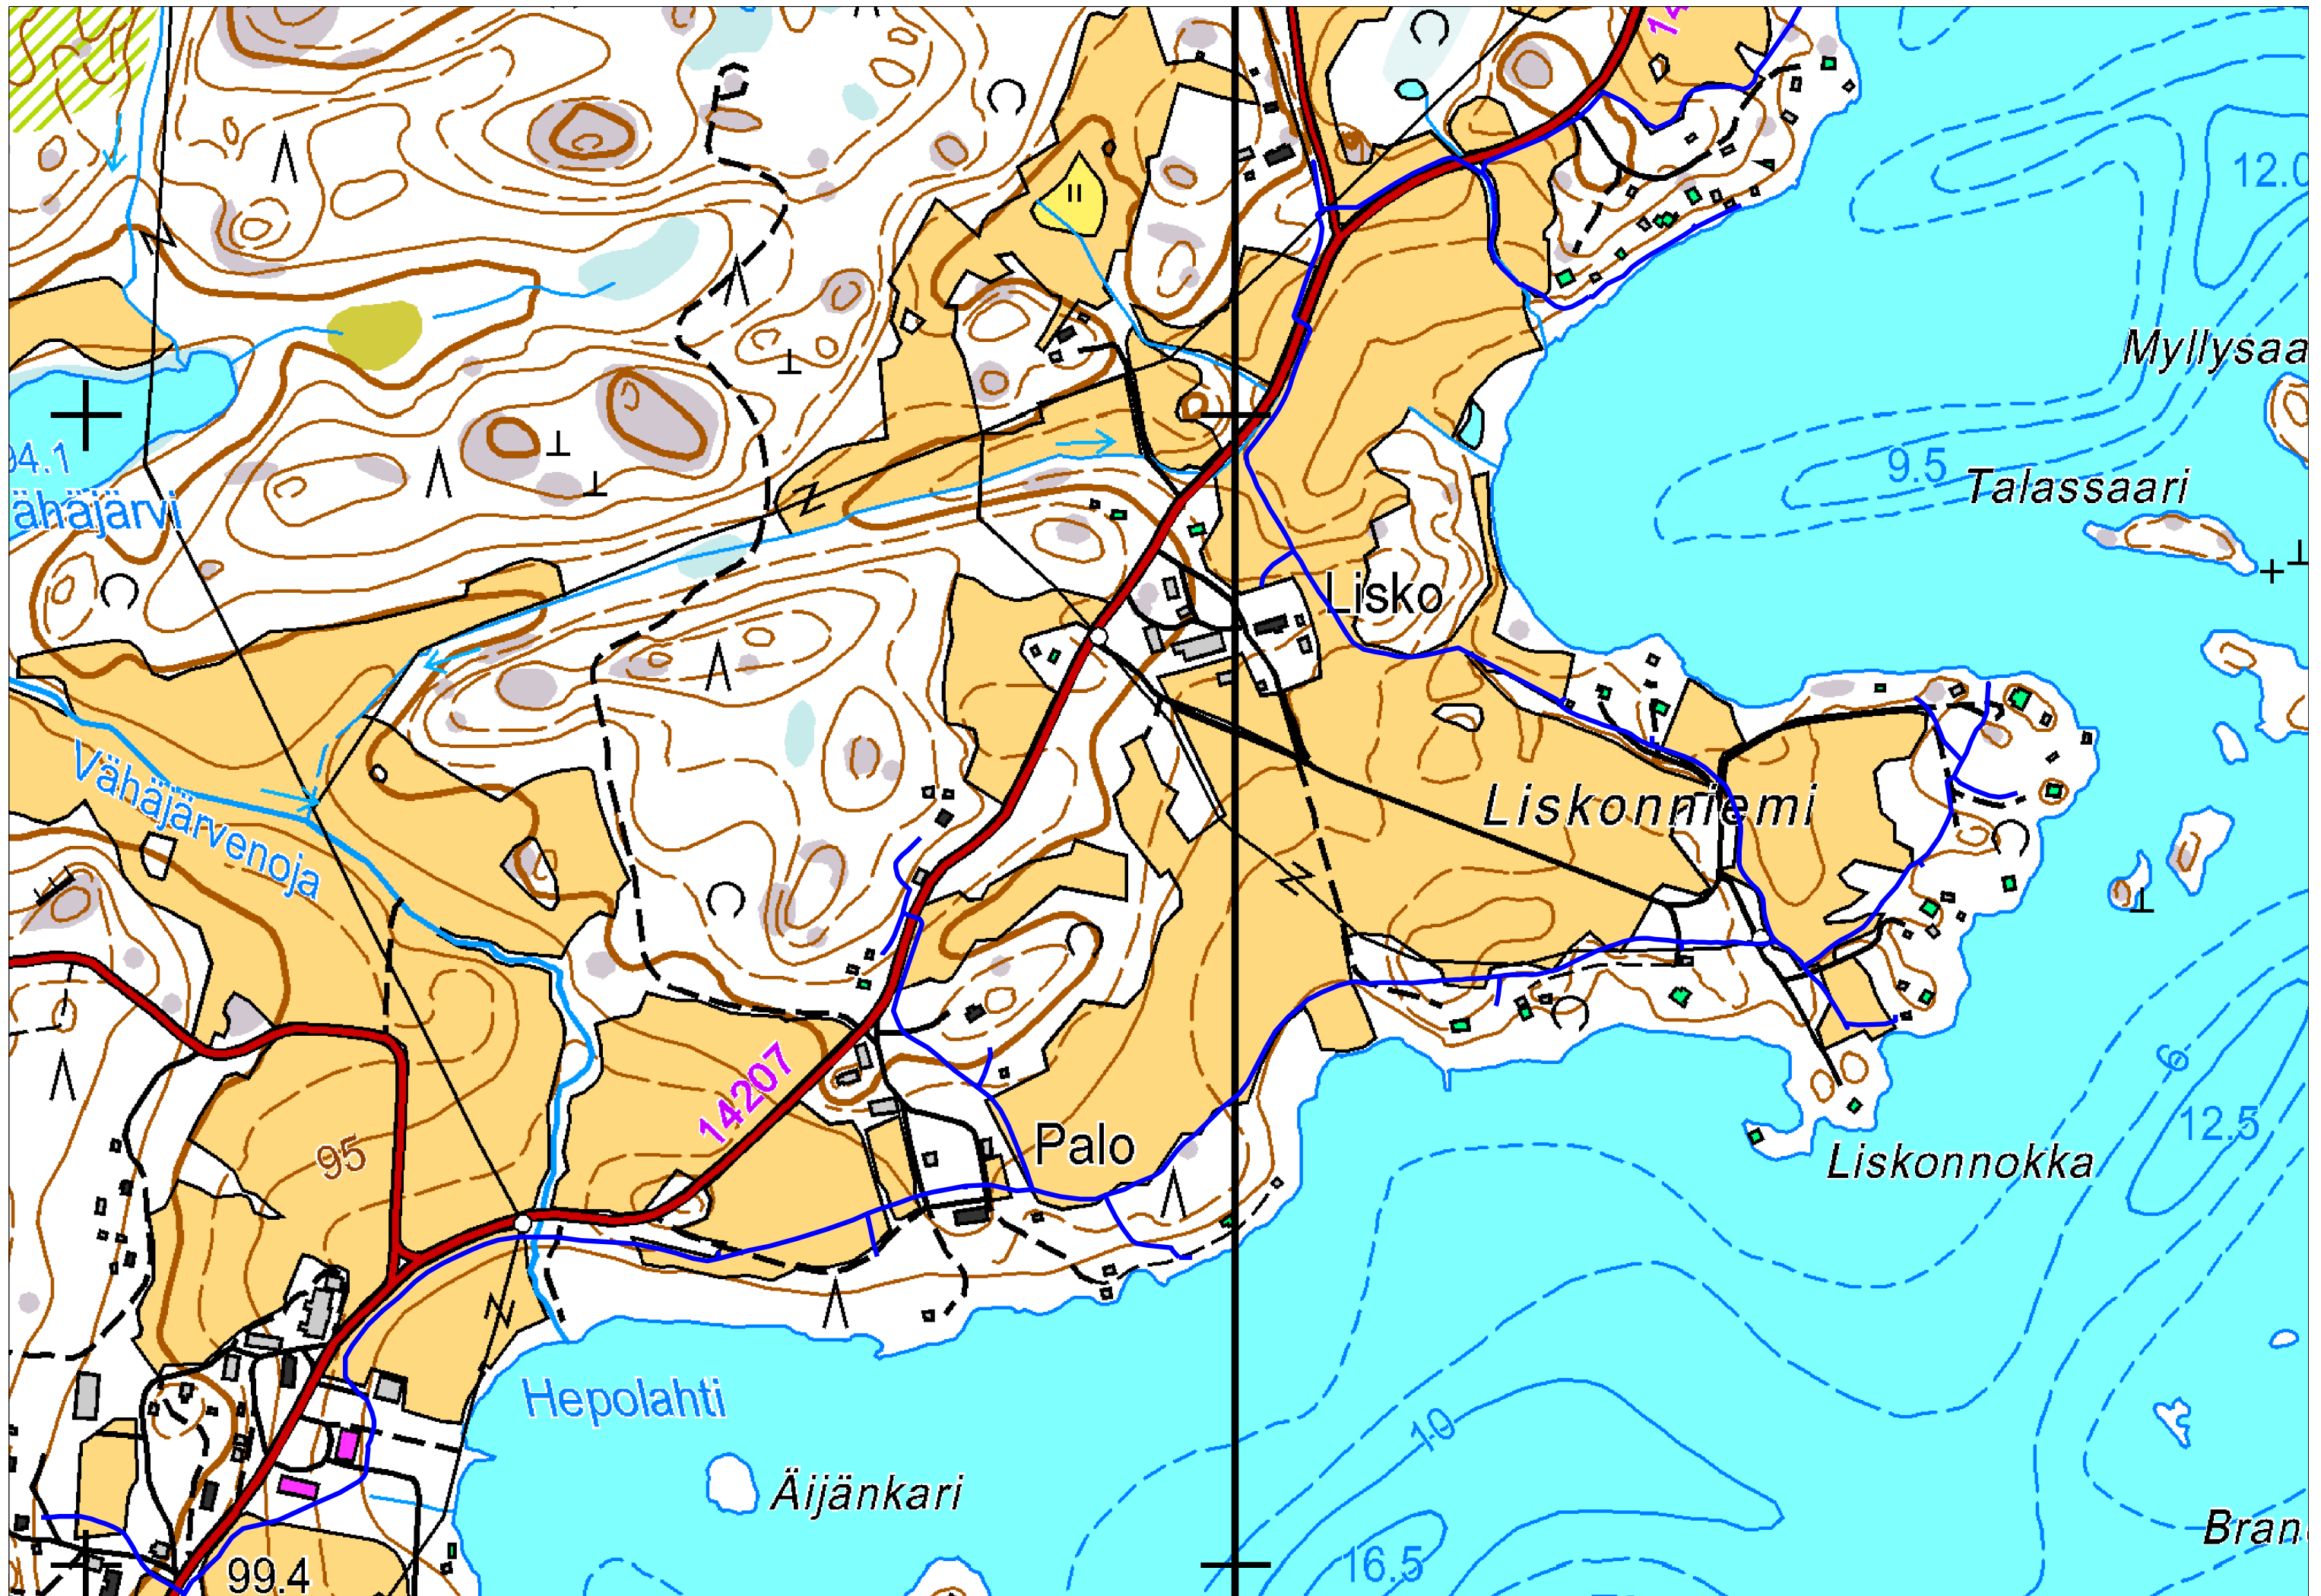 14
12.0
Myllysaa
9.5
Talassaari
94.1
ähäjärvi
Lisko
Vähäjärvenoja
Liskonniemi
14207
95
Palo
6
12.5
Liskonnokka
Hepolahti
10
Äijänkari
Bran
16.5
99.4